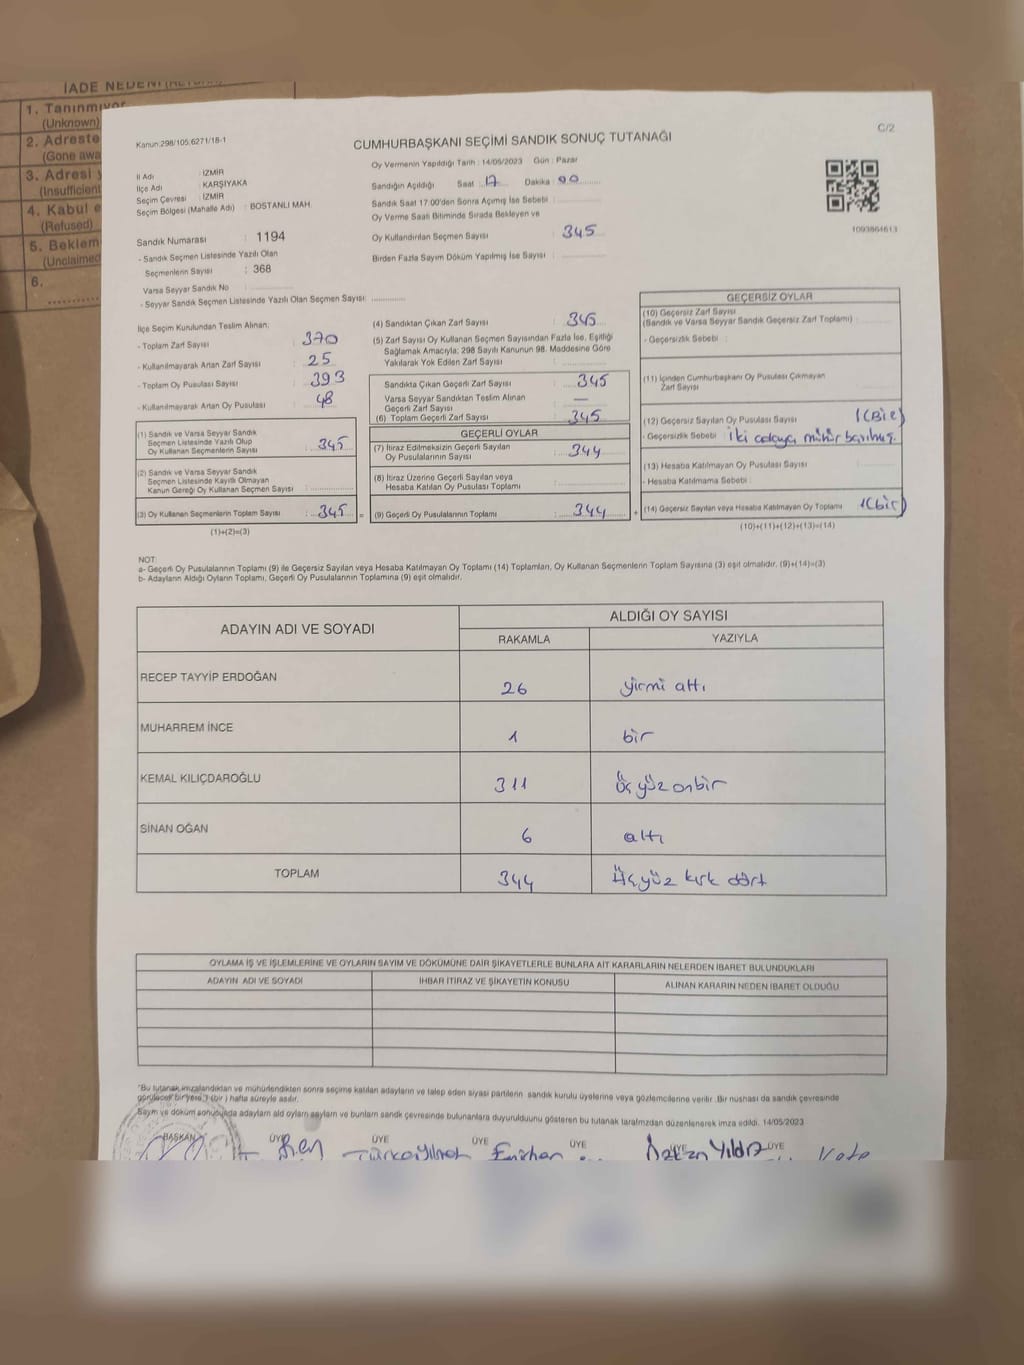 İADE NEDENİ
1. Tanınmıyor
(Unknown)
2. Adreste
(Gone awa
3. Adresi y
(Insufficient
4. Kabul e
(Refused)
5. Beklem
(Unclaimed
6.
C/2
Kanun:298/105;6271/18-1
CUMHURBAŞKANI SEÇİMİ SANDIK SONUÇ TUTANAĞI
İl Adı : İZMİR
İlçe Adı : KARŞIYAKA
Seçim Çevresi : İZMİR
Seçim Bölgesi (Mahalle Adı) : BOSTANLI MAH.
Sandık Numarası : 1194
- Sandık Seçmen Listesinde Yazılı Olan
Seçmenlerin Sayısı : 368
Varsa Seyyar Sandık No :
- Seyyar Sandık Seçmen Listesinde Yazılı Olan Seçmen Sayısı:
Oy Vermenin Yapıldığı Tarih : 14/05/2023 Gün : Pazar
Sandığın Açıldığı Saat : 17 Dakika : 00
Sandık Saat 17:00'den Sonra Açılmış İse Sebebi :
Oy Verme Saati Bitiminde Sırada Bekleyen ve
Oy Kullandırılan Seçmen Sayısı : 345
Birden Fazla Sayım Döküm Yapılmış İse Sayısı :
1093864613
İlçe Seçim Kurulundan Teslim Alınan;
- Toplam Zarf Sayısı : 370
- Kullanılmayarak Artan Zarf Sayısı : 25
- Toplam Oy Pusulası Sayısı : 393
- Kullanılmayarak Artan Oy Pusulası : 48
(1) Sandık ve Varsa Seyyar Sandık
Seçmen Listesinde Yazılı Olup
Oy Kullanan Seçmenlerin Sayısı : 345
(2) Sandık ve Varsa Seyyar Sandık
Seçmen Listesinde Kayıtlı Olmayan
Kanun Gereği Oy Kullanan Seçmen Sayısı :
(3) Oy Kullanan Seçmenlerin Toplam Sayısı : 345 =
(1)+(2)=(3)
(4) Sandıktan Çıkan Zarf Sayısı : 345
(5) Zarf Sayısı Oy Kullanan Seçmen Sayısından Fazla İse, Eşitliği
Sağlamak Amacıyla; 298 Sayılı Kanunun 98. Maddesine Göre
Yakılarak Yok Edilen Zarf Sayısı :
Sandıkta Çıkan Geçerli Zarf Sayısı : 345
Varsa Seyyar Sandıktan Teslim Alınan
Geçerli Zarf Sayısı : —
(6) Toplam Geçerli Zarf Sayısı : 345
GEÇERLİ OYLAR
(7) İtiraz Edilmeksizin Geçerli Sayılan
Oy Pusulalarının Sayısı : 344
(8) İtiraz Üzerine Geçerli Sayılan veya
Hesaba Katılan Oy Pusulası Toplamı :
(9) Geçerli Oy Pusulalarının Toplamı : 344 +
GEÇERSİZ OYLAR
(10) Geçersiz Zarf Sayısı
(Sandık ve Varsa Seyyar Sandık Geçersiz Zarf Toplamı) :
- Geçersizlik Sebebi :
(11) İçinden Cumhurbaşkanı Oy Pusulası Çıkmayan
Zarf Sayısı :
(12) Geçersiz Sayılan Oy Pusulası Sayısı : 1(Bir)
- Geçersizlik Sebebi : iki adaya mühür basılmış.
(13) Hesaba Katılmayan Oy Pusulası Sayısı :
- Hesaba Katılmama Sebebi :
(14) Geçersiz Sayılan veya Hesaba Katılmayan Oy Toplamı : 1(bir)
(10)+(11)+(12)+(13)=(14)
NOT:
a- Geçerli Oy Pusulalarının Toplamı (9) ile Geçersiz Sayılan veya Hesaba Katılmayan Oy Toplamı (14) Toplamları, Oy Kullanan Seçmenlerin Toplam Sayısına (3) eşit olmalıdır. (9)+(14)=(3)
b- Adayların Aldığı Oyların Toplamı, Geçerli Oy Pusulalarının Toplamına (9) eşit olmalıdır.
ADAYIN ADI VE SOYADI
ALDIĞI OY SAYISI
RAKAMLA YAZIYLA
RECEP TAYYİP ERDOĞAN 26 yirmi altı
MUHARREM İNCE 1 bir
KEMAL KILIÇDAROĞLU 311 üçyüz onbir
SİNAN OĞAN 6 altı
TOPLAM 344 üçyüz kırk dört
OYLAMA İŞ VE İŞLEMLERİNE VE OYLARIN SAYIM VE DÖKÜMÜNE DAİR ŞİKAYETLERLE BUNLARA AİT KARARLARIN NELERDEN İBARET BULUNDUKLARI
ADAYIN ADI VE SOYADI İHBAR İTİRAZ VE ŞİKAYETİN KONUSU ALINAN KARARIN NEDEN İBARET OLDUĞU
"Bu tutanak imzalandıktan ve mühürlendikten sonra seçime katılan adayların ve talep eden siyasi partilerin sandık kurulu üyelerine veya gözlemcilerine verilir. Bir nüshası da sandık çevresinde
görülecek bir yere 1 (bir) hafta süreyle asılır.
Sayım ve döküm sonucunda adayların ad oyların sayıların ve bunların sandık çevresinde bulunanlara duyurulduğunu gösteren bu tutanak tarafımızdan düzenlenerek imza edildi. 14/05/2023
BAŞKAN ÜYE ÜYE ÜYE ÜYE ÜYE ÜYE